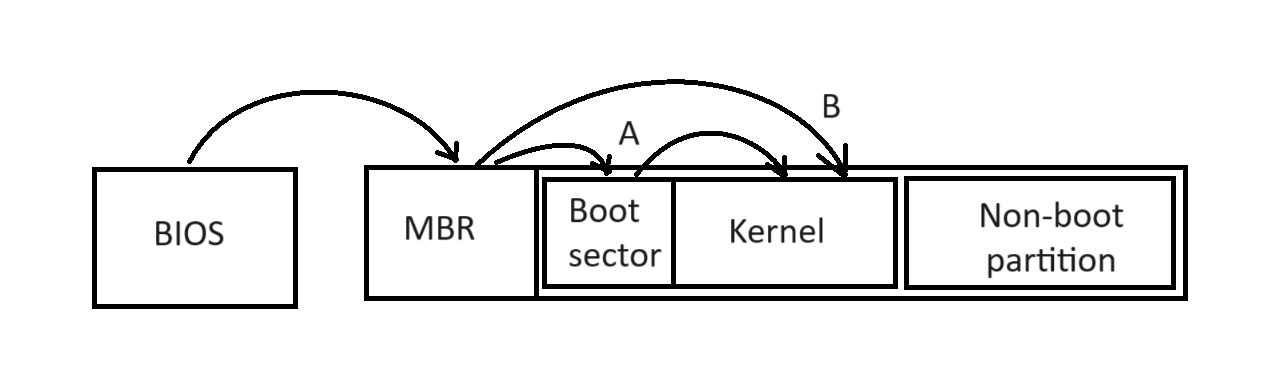 B
A
BIOS
MBR
Boot
sector
Kernel
Non-boot
partition